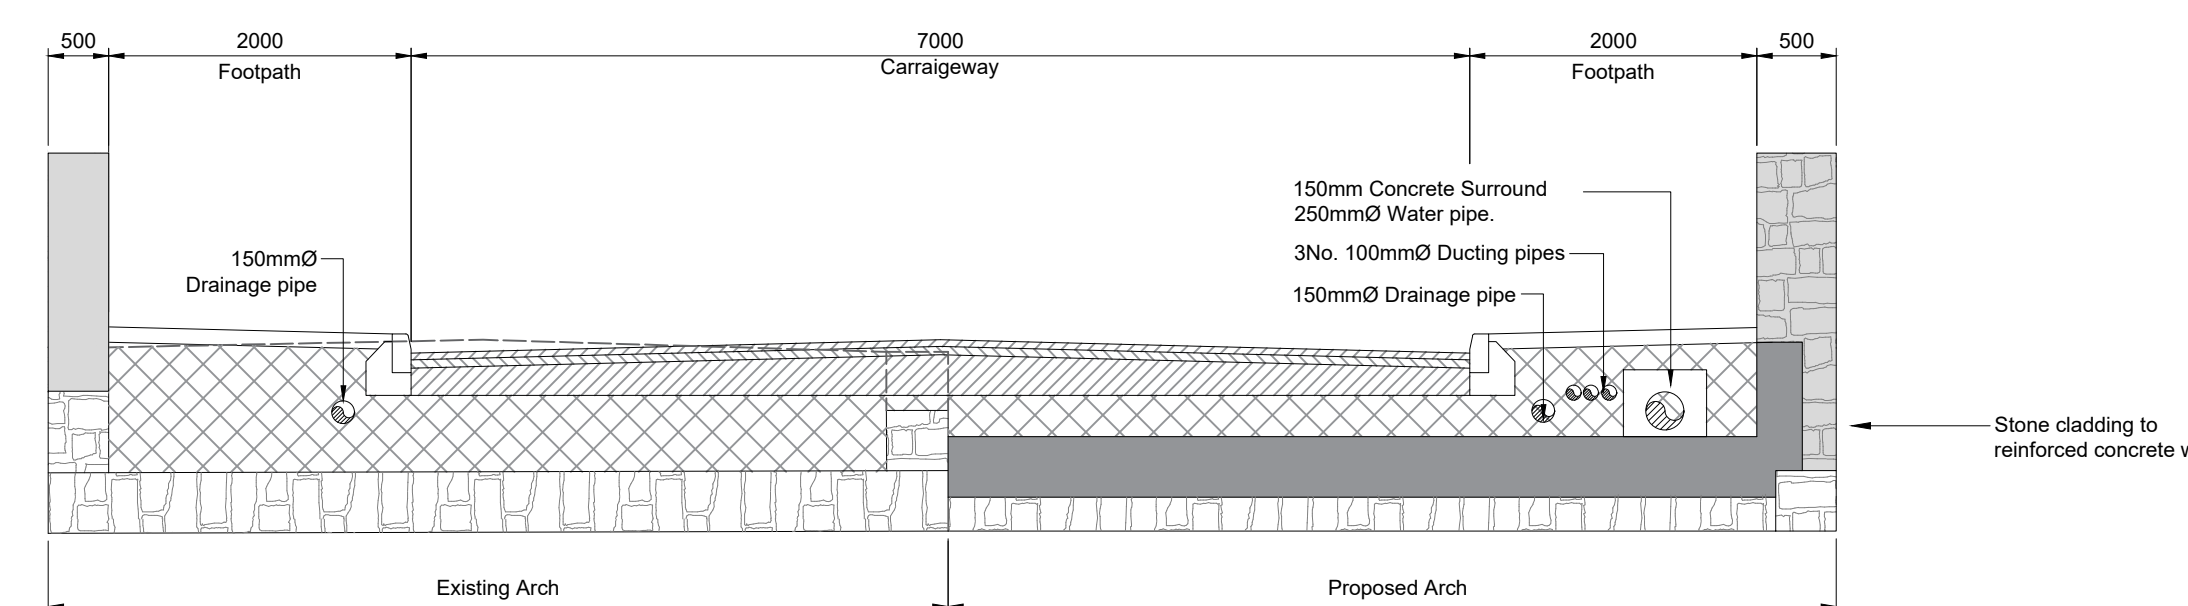 500
2000
7000
2000
500
Footpath
Carraigeway
Footpath
150mm Concrete Surround
250mmØ Water pipe.
3No. 100mmØ Ducting pipes
150mmØ Drainage pipe
150mmØ
Drainage pipe
Stone cladding to
reinforced concrete
Existing Arch
Proposed Arch